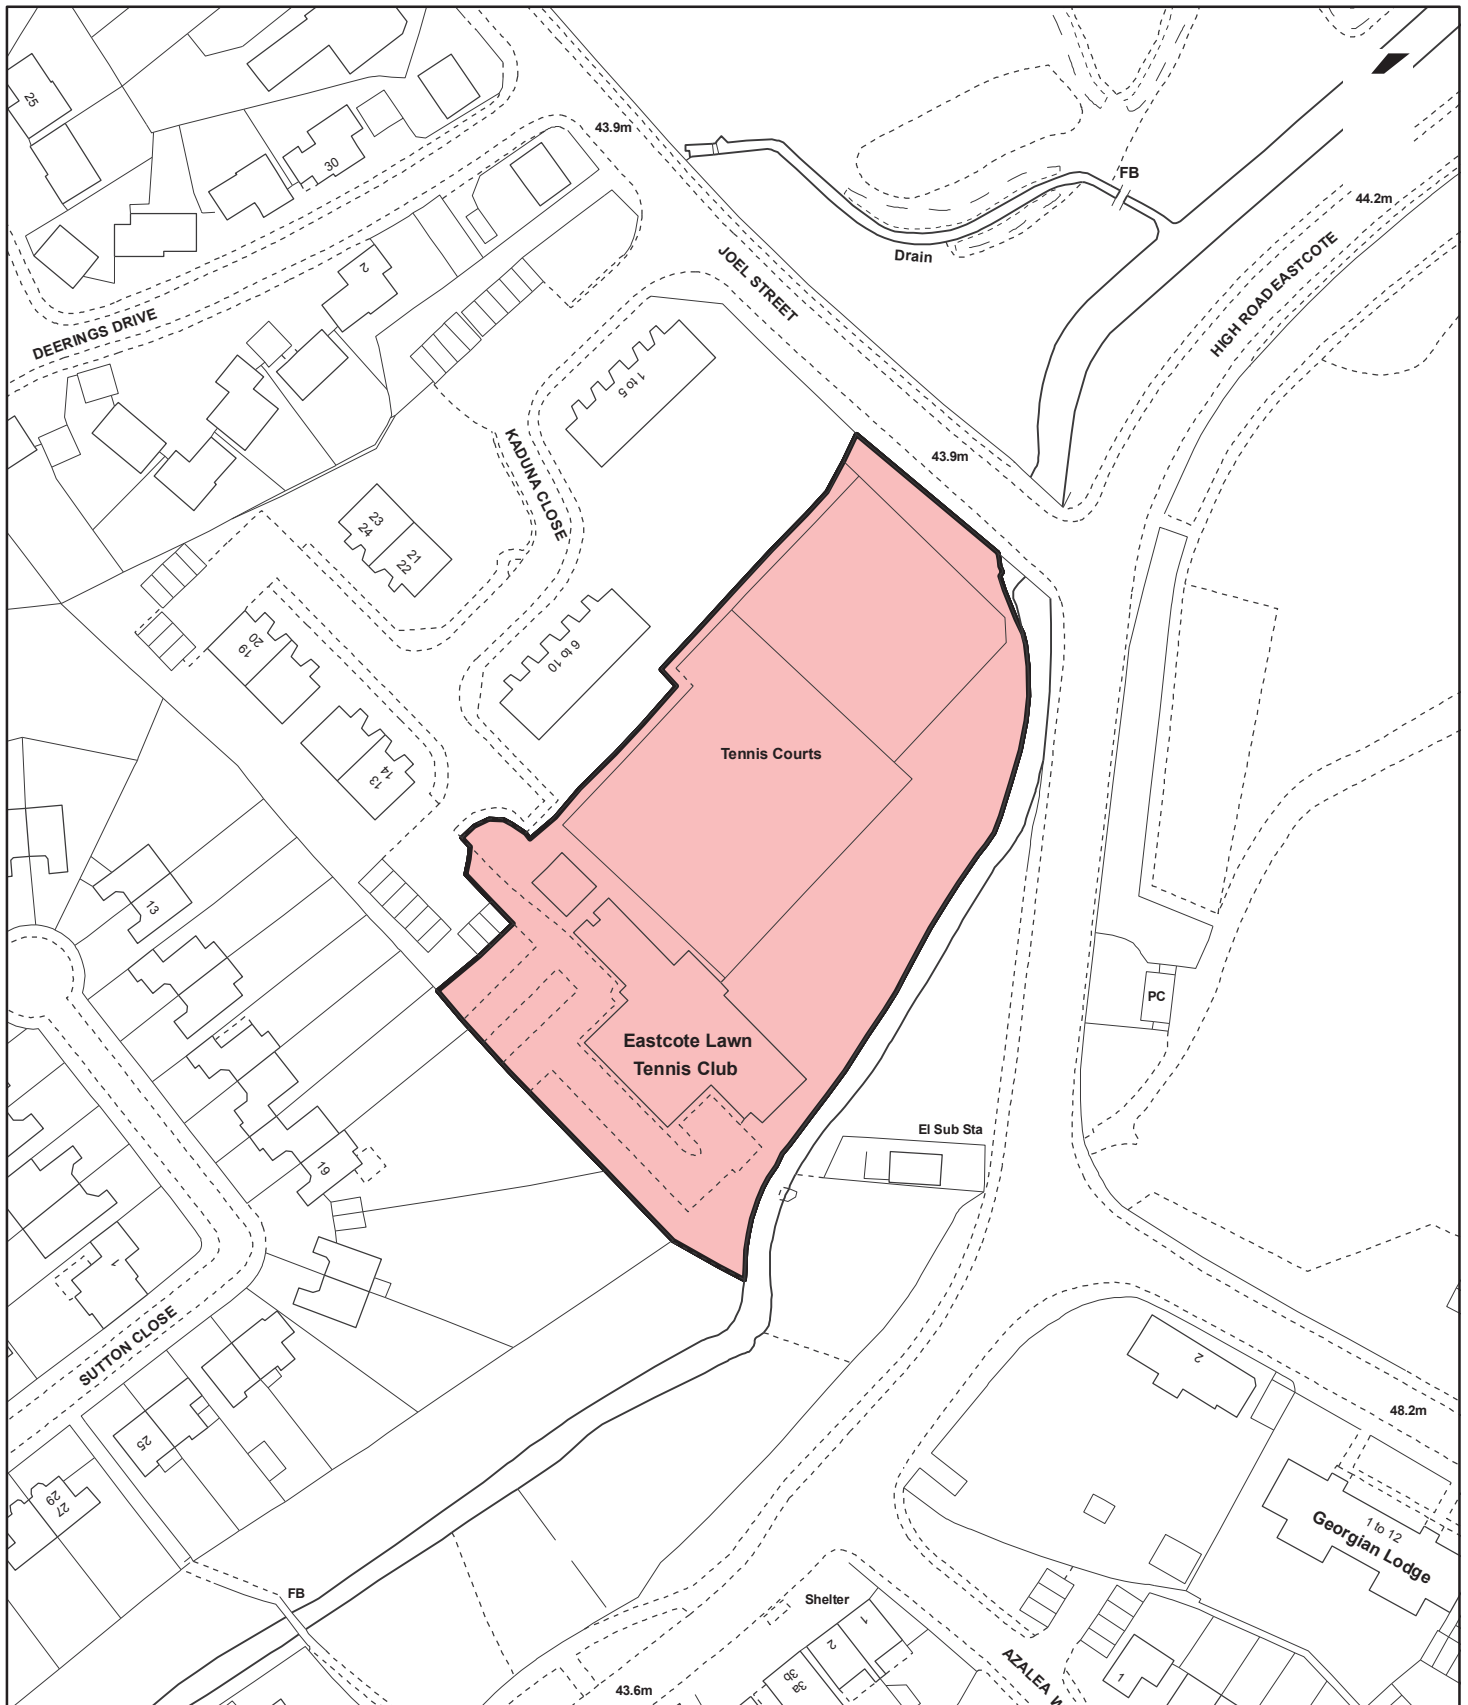 25
30
43.9m
FB
44.2m
Drain
JOEL STREET
HIGH ROAD EASTCOTE
2
DEERINGS DRIVE
1 to 5
KADUNA CLOSE
43.9m
23
24
21
22
20
19
6 to 10
14
13
Tennis Courts
13
PC
Eastcote Lawn
Tennis Club
El Sub Sta
19
1
SUTTON CLOSE
2
48.2m
25
27
29
1 to 12
Georgian Lodge
FB
Shelter
1
2
3b
3a
AZALEA W
1
43.6m